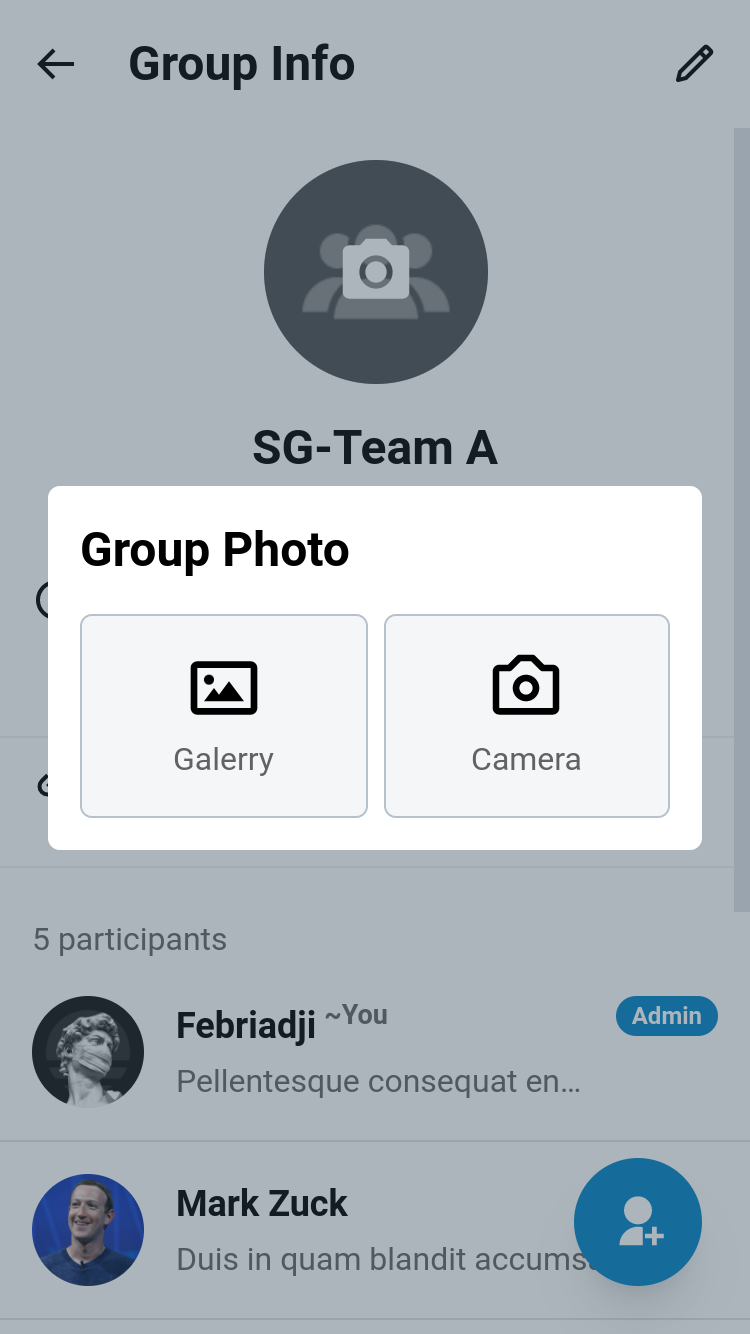 Group Info
SG-Team A
Group Photo
Galerry
Camera
5 participants
Febriadji ~You
Admin
Pellentesque consequat en…
Mark Zuck
Duis in quam blandit accums